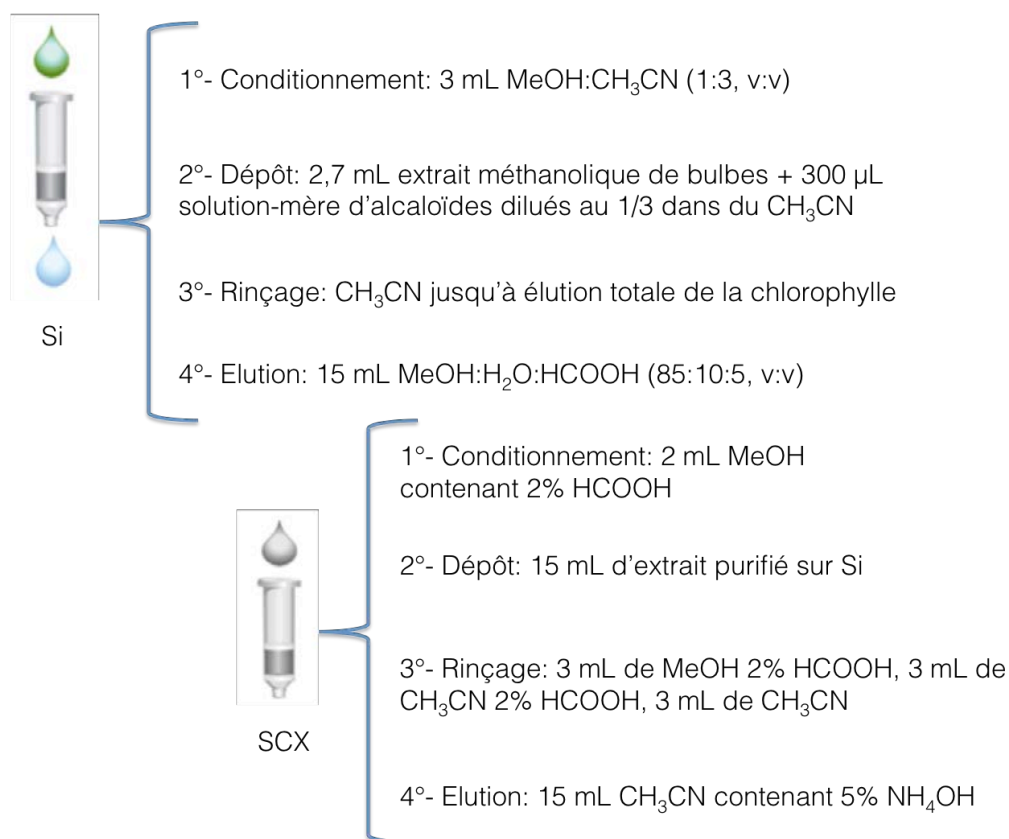 1°- Conditionnement: 3 mL MeOH:CH₃CN (1:3, v:v)
2°- Dépôt: 2,7 mL extrait méthanolique de bulbes + 300 µL
solution-mère d'alcaloïdes dilués au 1/3 dans du CH₃CN
3°- Rinçage: CH₃CN jusqu'à élution totale de la chlorophylle
Si
4°- Elution: 15 mL MeOH:H₂O:HCOOH (85:10:5, v:v)
1°- Conditionnement: 2 mL MeOH
contenant 2% HCOOH
2°- Dépôt: 15 mL d'extrait purifié sur Si
3°- Rinçage: 3 mL de MeOH 2% HCOOH, 3 mL de
CH₃CN 2% HCOOH, 3 mL de CH₃CN
SCX
4°- Elution: 15 mL CH₃CN contenant 5% NH₄OH